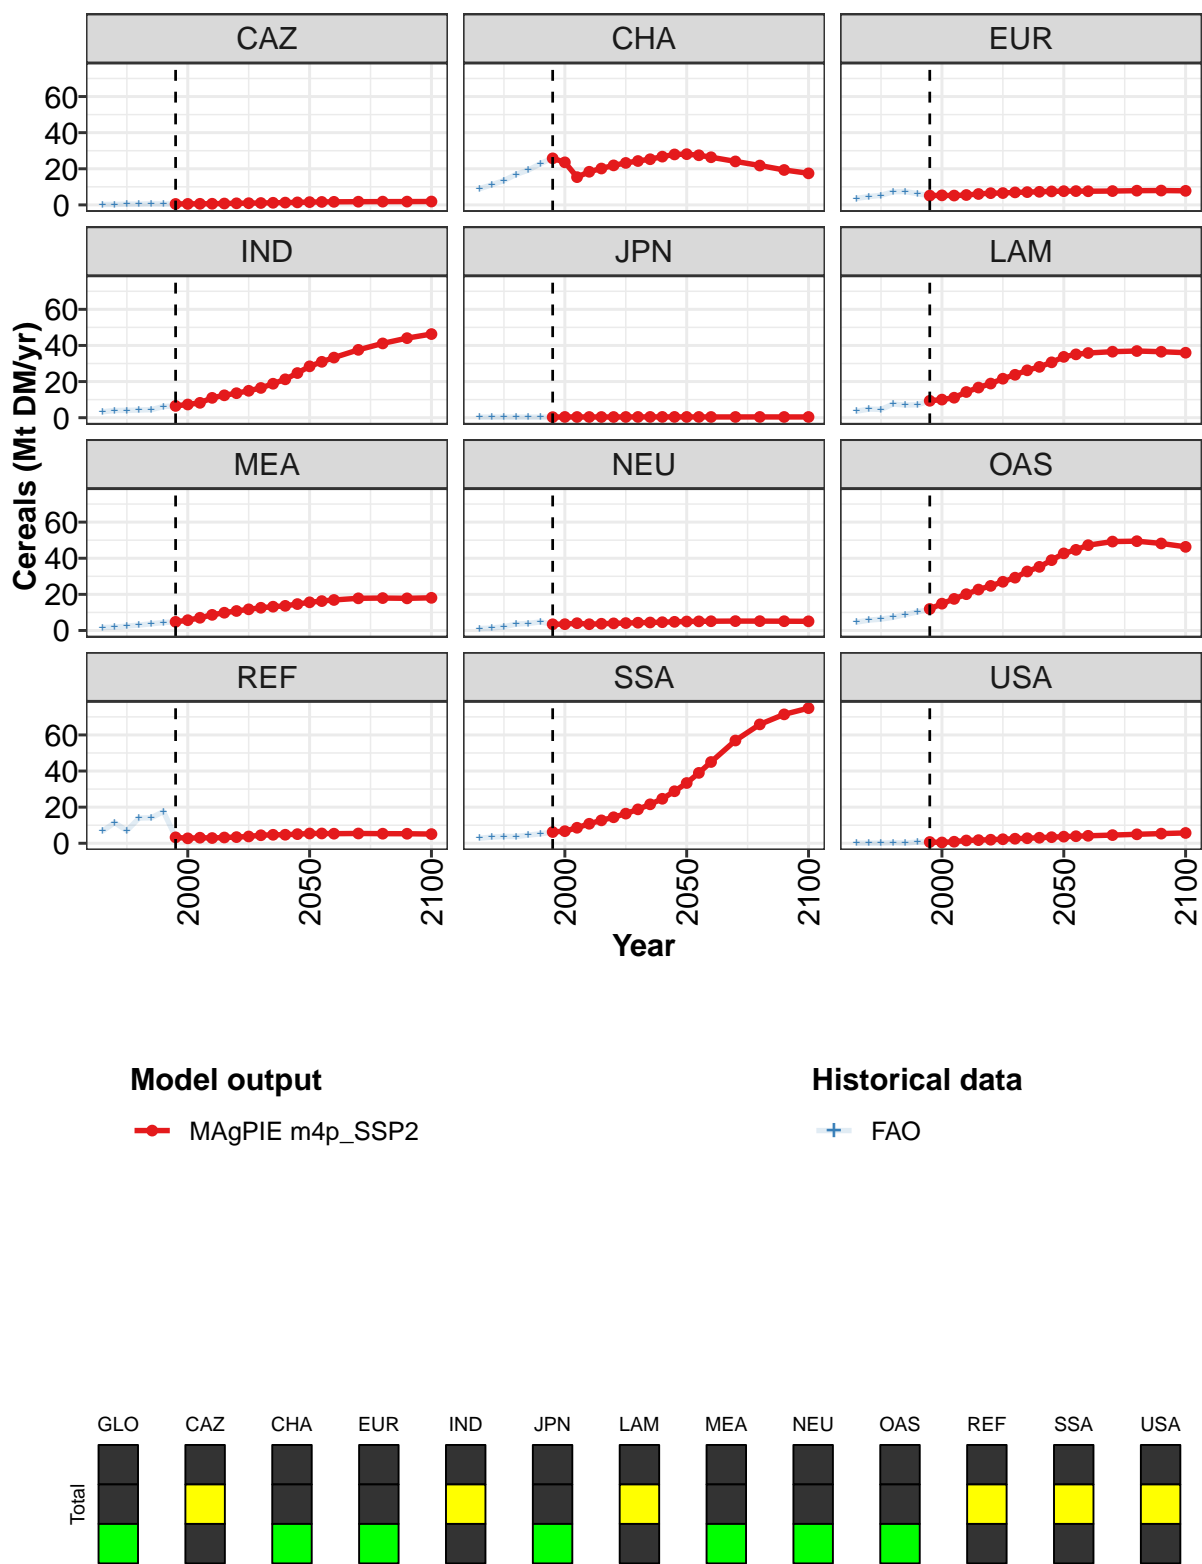 CAZ CHA EUR
60
40
20
0
IND JPN LAM
60
40
20
0
MEA NEU OAS
60
40
20
0
REF SSA USA
60
40
20
0
Cereals (Mt DM/yr)
2000 2050 2100 2000 2050 2100 2000 2050 2100
Year
Model output Historical data
MAgPIE m4p_SSP2 FAO
GLO CAZ CHA EUR IND JPN LAM MEA NEU OAS REF SSA USA
Total